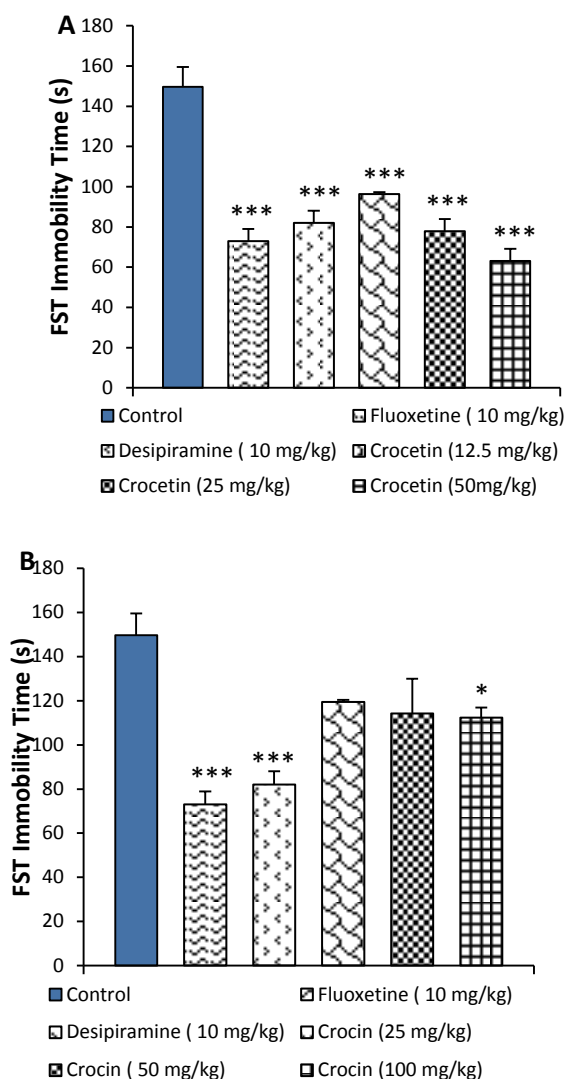 A
FST Immobility Time (s)
180
160
140
120
100
80
60
40
20
0
***
***
***
***
***
Control
Fluoxetine ( 10 mg/kg)
Desipiramine ( 10 mg/kg)
Crocetin (12.5 mg/kg)
Crocetin (25 mg/kg)
Crocetin (50mg/kg)
B
FST Immobility Time (s)
180
160
140
120
100
80
60
40
20
0
***
***
*
Control
Fluoxetine ( 10 mg/kg)
Desipiramine ( 10 mg/kg)
Crocin (25 mg/kg)
Crocin ( 50 mg/kg)
Crocin (100 mg/kg)